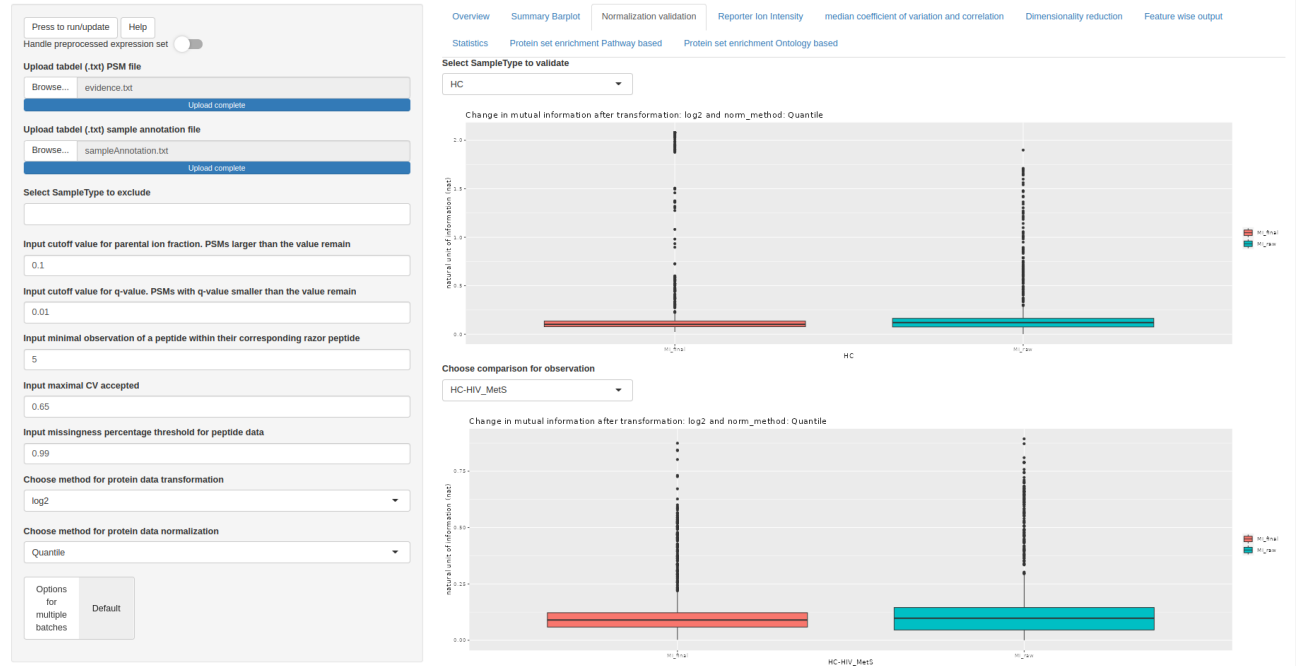 Press to run/update Help
Handle preprocessed expression set
Upload tabdel (.txt) PSM file
Browse... evidence.txt
Upload complete
Upload tabdel (.txt) sample annotation file
Browse... sampleAnnotation.txt
Upload complete
Select SampleType to exclude
Input cutoff value for parental ion fraction. PSMs larger than the value remain
0.1
Input cutoff value for q-value. PSMs with q-value smaller than the value remain
0.01
Input minimal observation of a peptide within their corresponding razor peptide
5
Input maximal CV accepted
0.65
Input missingness percentage threshold for peptide data
0.99
Choose method for protein data transformation
log2
Choose method for protein data normalization
Quantile
Options
for
multiple
batches
Default
Overview Summary Barplot Normalization validation Reporter Ion Intensity median coefficient of variation and correlation Dimensionality reduction Feature wise output
Statistics Protein set enrichment Pathway based Protein set enrichment Ontology based
Select SampleType to validate
HC
Change in mutual information after transformation: log2 and norm_method: Quantile
natural unit of information (nat)
2.0
1.5
1.0
0.5
0.0
MI_final MI_raw
HC
MI_final
MI_raw
Choose comparison for observation
HC-HIV_MetS
Change in mutual information after transformation: log2 and norm_method: Quantile
natural unit of information (nat)
0.75
0.50
0.25
0.00
MI_final MI_raw
HC-HIV_MetS
MI_final
MI_raw